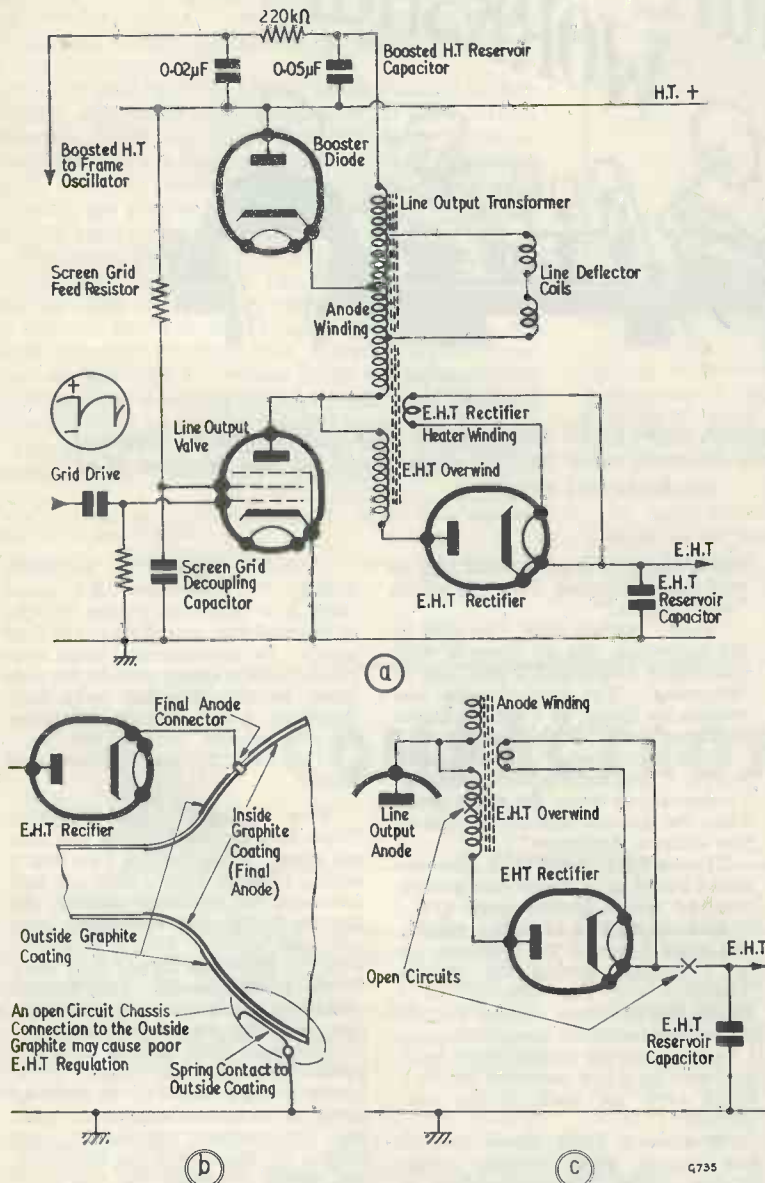 220kΩ
0·02µF
0·05µF
Boosted H.T Reservoir
Capacitor
H.T. +
Boosted H.T
to Frame
Oscillator
Booster
Diode
Line Output Transformer
Screen Grid
Feed Resistor
Anode
Winding
Line Deflector
Coils
+
–
Line Output
Valve
E.H.T Rectifier
Heater Winding
Grid Drive
E.H.T Overwind
Screen Grid
Decoupling
Capacitor
E.H.T Rectifier
E.H.T
E.H.T
Reservoir
Capacitor
a
Final Anode
Connector
E.H.T Rectifier
Inside
Graphite
Coating
(Final
Anode)
Outside Graphite
Coating
An open Circuit Chassis
Connection to the Outside
Graphite may cause poor
E.H.T Regulation
Spring Contact to
Outside Coating
b
Anode Winding
Line
Output
Anode
E.H.T Overwind
EHT Rectifier
Open Circuits
E.H.T
E.H.T
Reservoir
Capacitor
c
G735